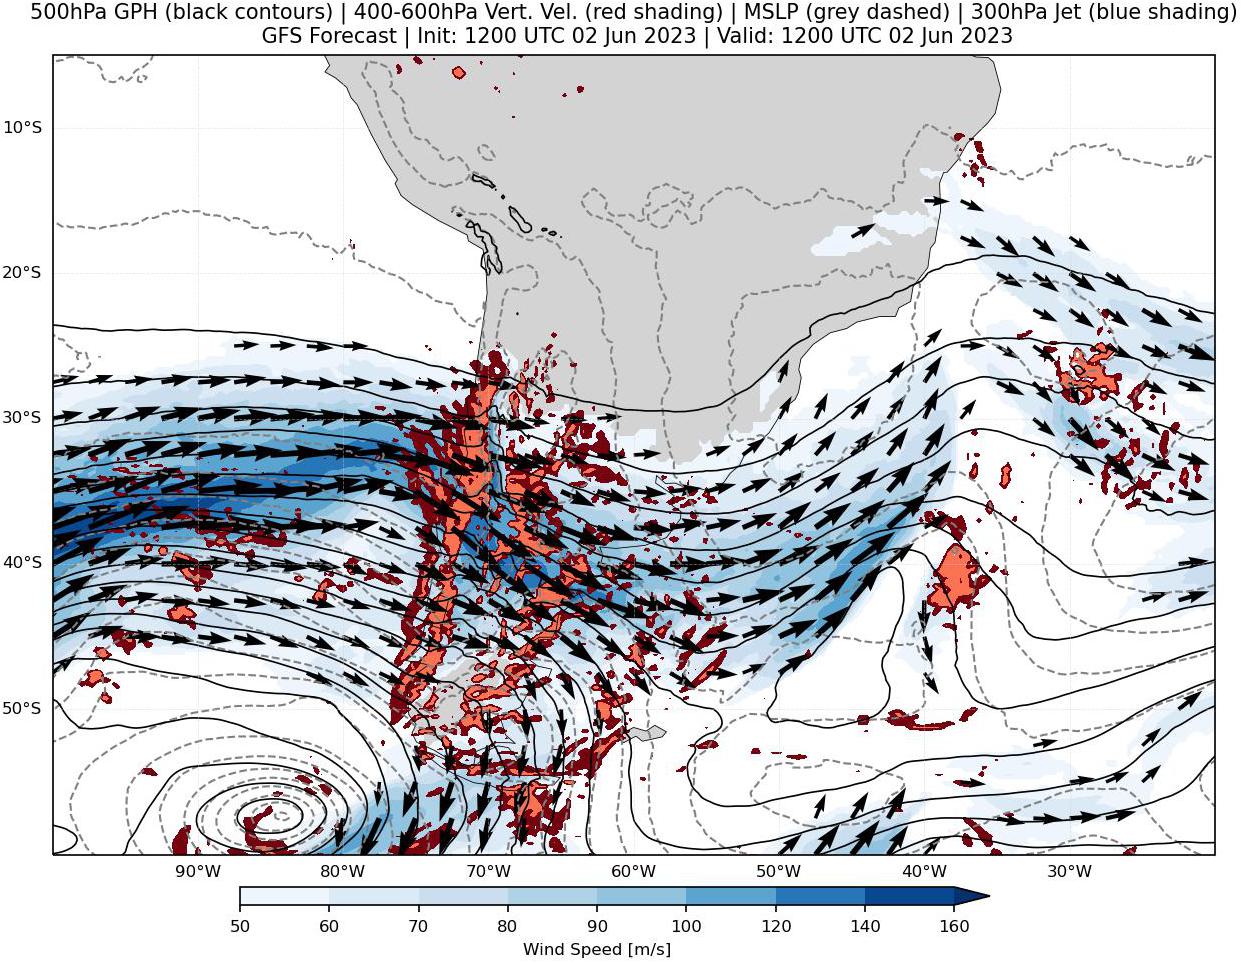 500hPa GPH (black contours) | 400-600hPa Vert. Vel. (red shading) | MSLP (grey dashed) | 300hPa Jet (blue shading)
GFS Forecast | Init: 1200 UTC 02 Jun 2023 | Valid: 1200 UTC 02 Jun 2023
10°S
20°S
30°S
40°S
50°S
90°W 80°W 70°W 60°W 50°W 40°W 30°W
50 60 70 80 90 100 120 140 160
Wind Speed [m/s]